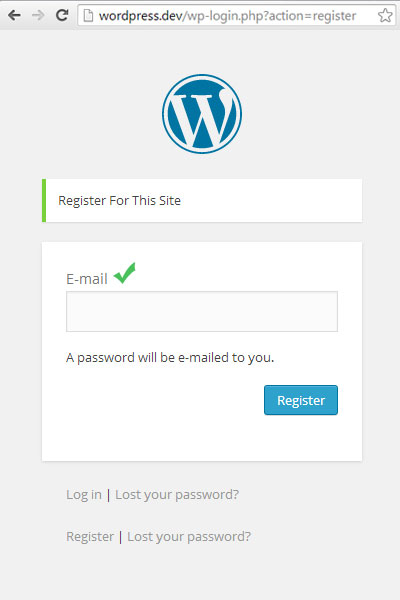 wordpress.dev/wp-login.php?action=register
W
Register For This Site
E-mail
A password will be e-mailed to you.
Register
Log in | Lost your password?
Register | Lost your password?